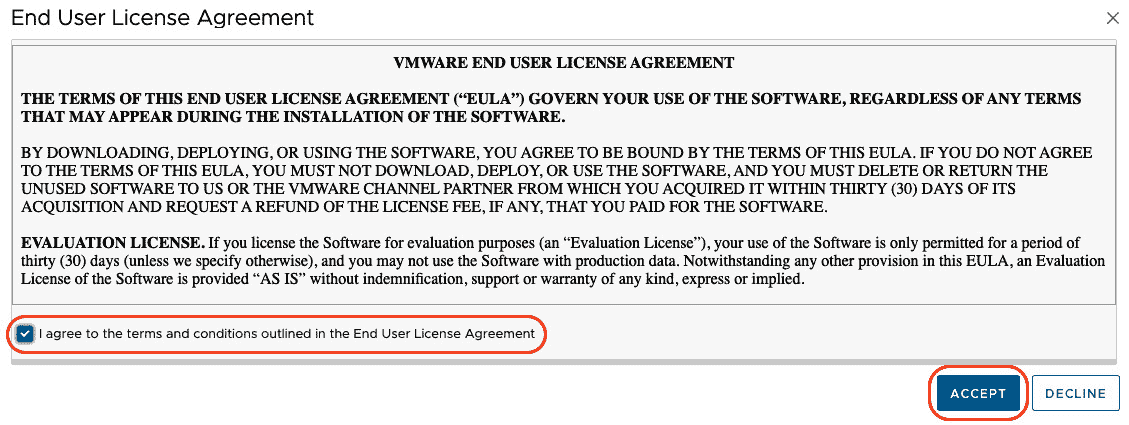 End User License Agreement
VMWARE END USER LICENSE AGREEMENT
THE TERMS OF THIS END USER LICENSE AGREEMENT (“EULA”) GOVERN YOUR USE OF THE SOFTWARE, REGARDLESS OF ANY TERMS
THAT MAY APPEAR DURING THE INSTALLATION OF THE SOFTWARE.
BY DOWNLOADING, DEPLOYING, OR USING THE SOFTWARE, YOU AGREE TO BE BOUND BY THE TERMS OF THIS EULA. IF YOU DO NOT AGREE
TO THE TERMS OF THIS EULA, YOU MUST NOT DOWNLOAD, DEPLOY, OR USE THE SOFTWARE, AND YOU MUST DELETE OR RETURN THE
UNUSED SOFTWARE TO US OR THE VMWARE CHANNEL PARTNER FROM WHICH YOU ACQUIRED IT WITHIN THIRTY (30) DAYS OF ITS
ACQUISITION AND REQUEST A REFUND OF THE LICENSE FEE, IF ANY, THAT YOU PAID FOR THE SOFTWARE.
EVALUATION LICENSE. If you license the Software for evaluation purposes (an “Evaluation License”), your use of the Software is only permitted for a period of
thirty (30) days (unless we specify otherwise), and you may not use the Software with production data. Notwithstanding any other provision in this EULA, an Evaluation
License of the Software is provided “AS IS” without indemnification, support or warranty of any kind, express or implied.
I agree to the terms and conditions outlined in the End User License Agreement
ACCEPT
DECLINE